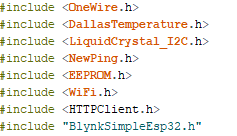 #include <OneWire.h>
#include <DallasTemperature.h>
#include <LiquidCrystal_I2C.h>
#include <NewPing.h>
#include <EEPROM.h>
#include <WiFi.h>
#include <HTTPClient.h>
#include "BlynkSimpleEsp32.h"